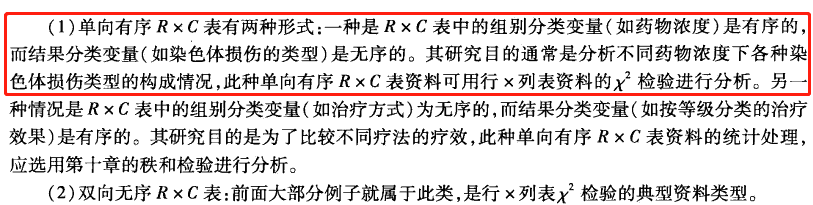 (1)单向有序 R×C 表有两种形式:一种是 R×C 表中的组别分类变量(如药物浓度)是有序的,
而结果分类变量(如染色体损伤的类型)是无序的。其研究目的通常是分析不同药物浓度下各种染
色体损伤类型的构成情况,此种单向有序 R×C 表资料可用行×列表资料的 χ² 检验进行分析。另一
种情况是 R×C 表中的组别分类变量(如治疗方式)为无序的,而结果分类变量(如按等级分类的治疗
效果)是有序的。其研究目的是为了比较不同疗法的疗效,此种单向有序 R×C 表资料的统计处理,
应选用第十章的秩和检验进行分析。
(2)双向无序 R×C 表:前面大部分例子就属于此类,是行×列表 χ² 检验的典型资料类型。